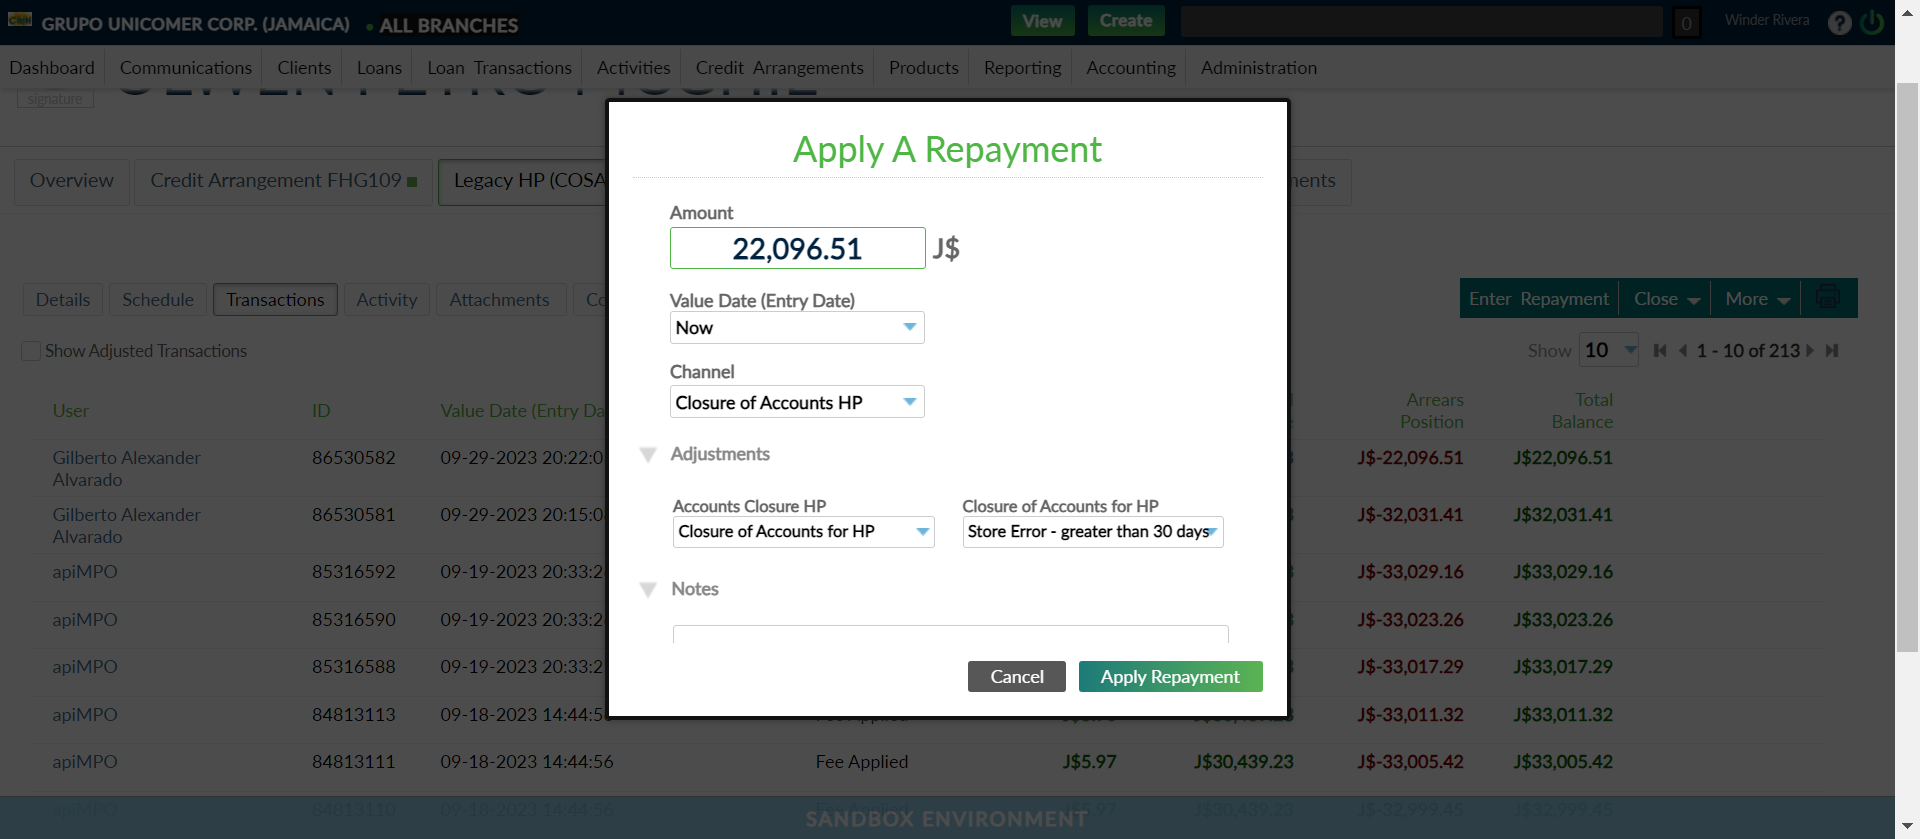 GRUPO UNICOMER CORP. (JAMAICA) ALL BRANCHES View Create 0 Winder Rivera ?
Dashboard Communications Clients Loans Loan Transactions Activities Credit Arrangements Products Reporting Accounting Administration
signature
Apply A Repayment
Overview Credit Arrangement FHG109 Legacy HP (COSA
Amount
22,096.51 J$
Value Date (Entry Date)
Now
Details Schedule Transactions Activity Attachments Enter Repayment Close More
Show Adjusted Transactions Show 10 1 - 10 of 213
Channel
Closure of Accounts HP
User ID Value Date (Entry Da Arrears Position Total Balance
Adjustments
Gilberto Alexander Alvarado 86530582 09-29-2023 20:22:0 J$-22,096.51 J$22,096.51
Accounts Closure HP Closure of Accounts for HP
Closure of Accounts for HP Store Error - greater than 30 days
Gilberto Alexander Alvarado 86530581 09-29-2023 20:15:0 J$-32,031.41 J$32,031.41
apiMPO 85316592 09-19-2023 20:33:2 J$-33,029.16 J$33,029.16
Notes
apiMPO 85316590 09-19-2023 20:33:2 J$-33,023.26 J$33,023.26
apiMPO 85316588 09-19-2023 20:33:2 J$-33,017.29 J$33,017.29
Cancel Apply Repayment
apiMPO 84813113 09-18-2023 14:44:5 J$-33,011.32 J$33,011.32
apiMPO 84813111 09-18-2023 14:44:56 Fee Applied J$5.97 J$30,439.23 J$-33,005.42 J$33,005.42
apiMPO 84813110 09-18-2023 14:44:56 Fee Applied J$5.97 J$30,439.23 J$-32,999.45 J$32,999.45
SANDBOX ENVIRONMENT